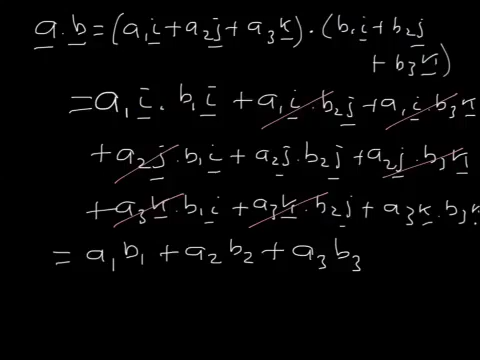 a.b=(a₁i+a₂j+a₃k).(b₁i+b₂j
+b₃k)
=a₁i.b₁i+a₁i.b₂j+a₁i.b₃k
+a₂j.b₁i+a₂j.b₂j+a₂j.b₃k
+a₃k.b₁i+a₃k.b₂j+a₃k.b₃k
=a₁b₁+a₂b₂+a₃b₃